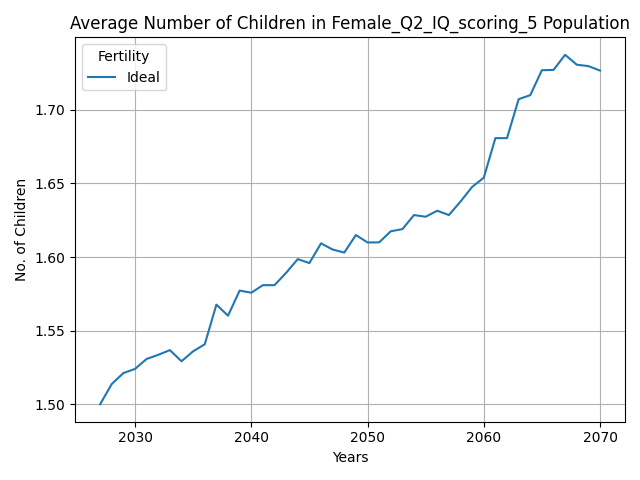 Average Number of Children in Female_Q2_IQ_scoring_5 Population
Fertility
Ideal
No. of Children
1.70
1.65
1.60
1.55
1.50
2030 2040 2050 2060 2070
Years